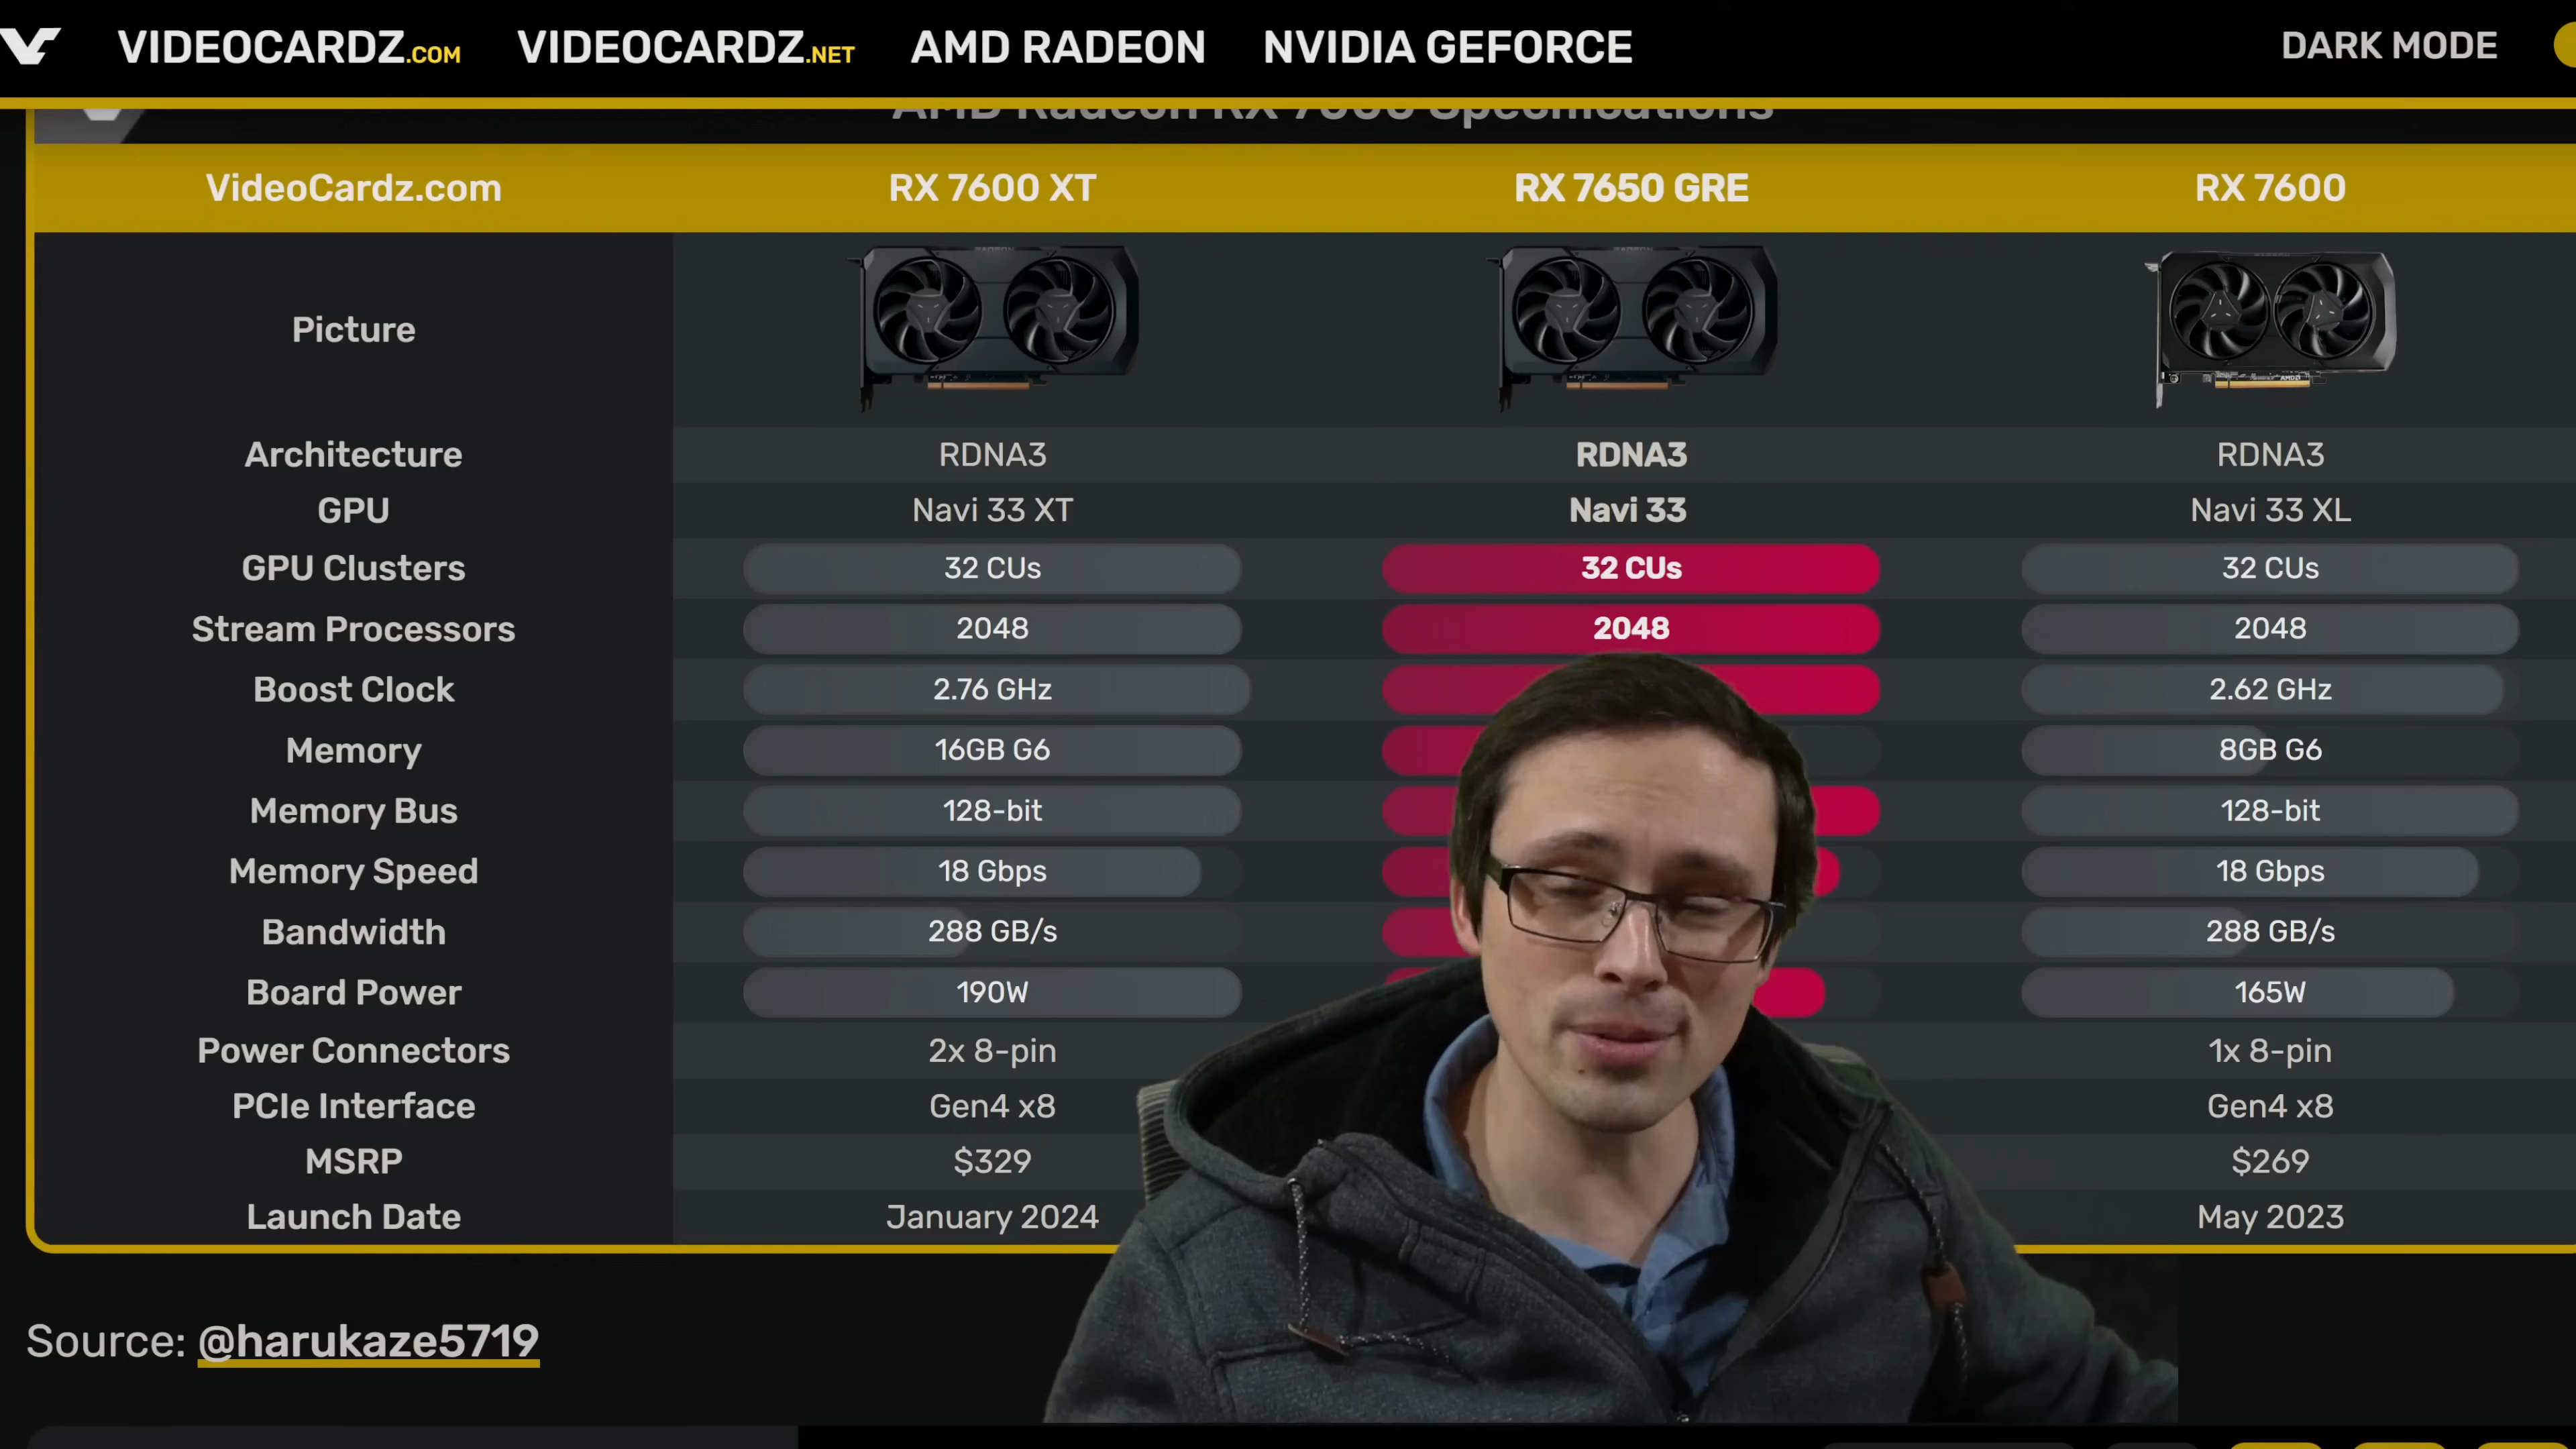 VIDEOCARDZ.COM VIDEOCARDZ.NET AMD RADEON NVIDIA GEFORCE DARK MODE
AMD Radeon RX 7000 Specifications
VideoCardz.com RX 7600 XT RX 7650 GRE RX 7600
Picture
Architecture RDNA3 RDNA3 RDNA3
GPU Navi 33 XT Navi 33 Navi 33 XL
GPU Clusters 32 CUs 32 CUs 32 CUs
Stream Processors 2048 2048 2048
Boost Clock 2.76 GHz 2.62 GHz
Memory 16GB G6 8GB G6
Memory Bus 128-bit 128-bit
Memory Speed 18 Gbps 18 Gbps
Bandwidth 288 GB/s 288 GB/s
Board Power 190W 165W
Power Connectors 2x 8-pin 1x 8-pin
PCIe Interface Gen4 x8 Gen4 x8
MSRP $329 $269
Launch Date January 2024 May 2023
Source: @harukaze5719